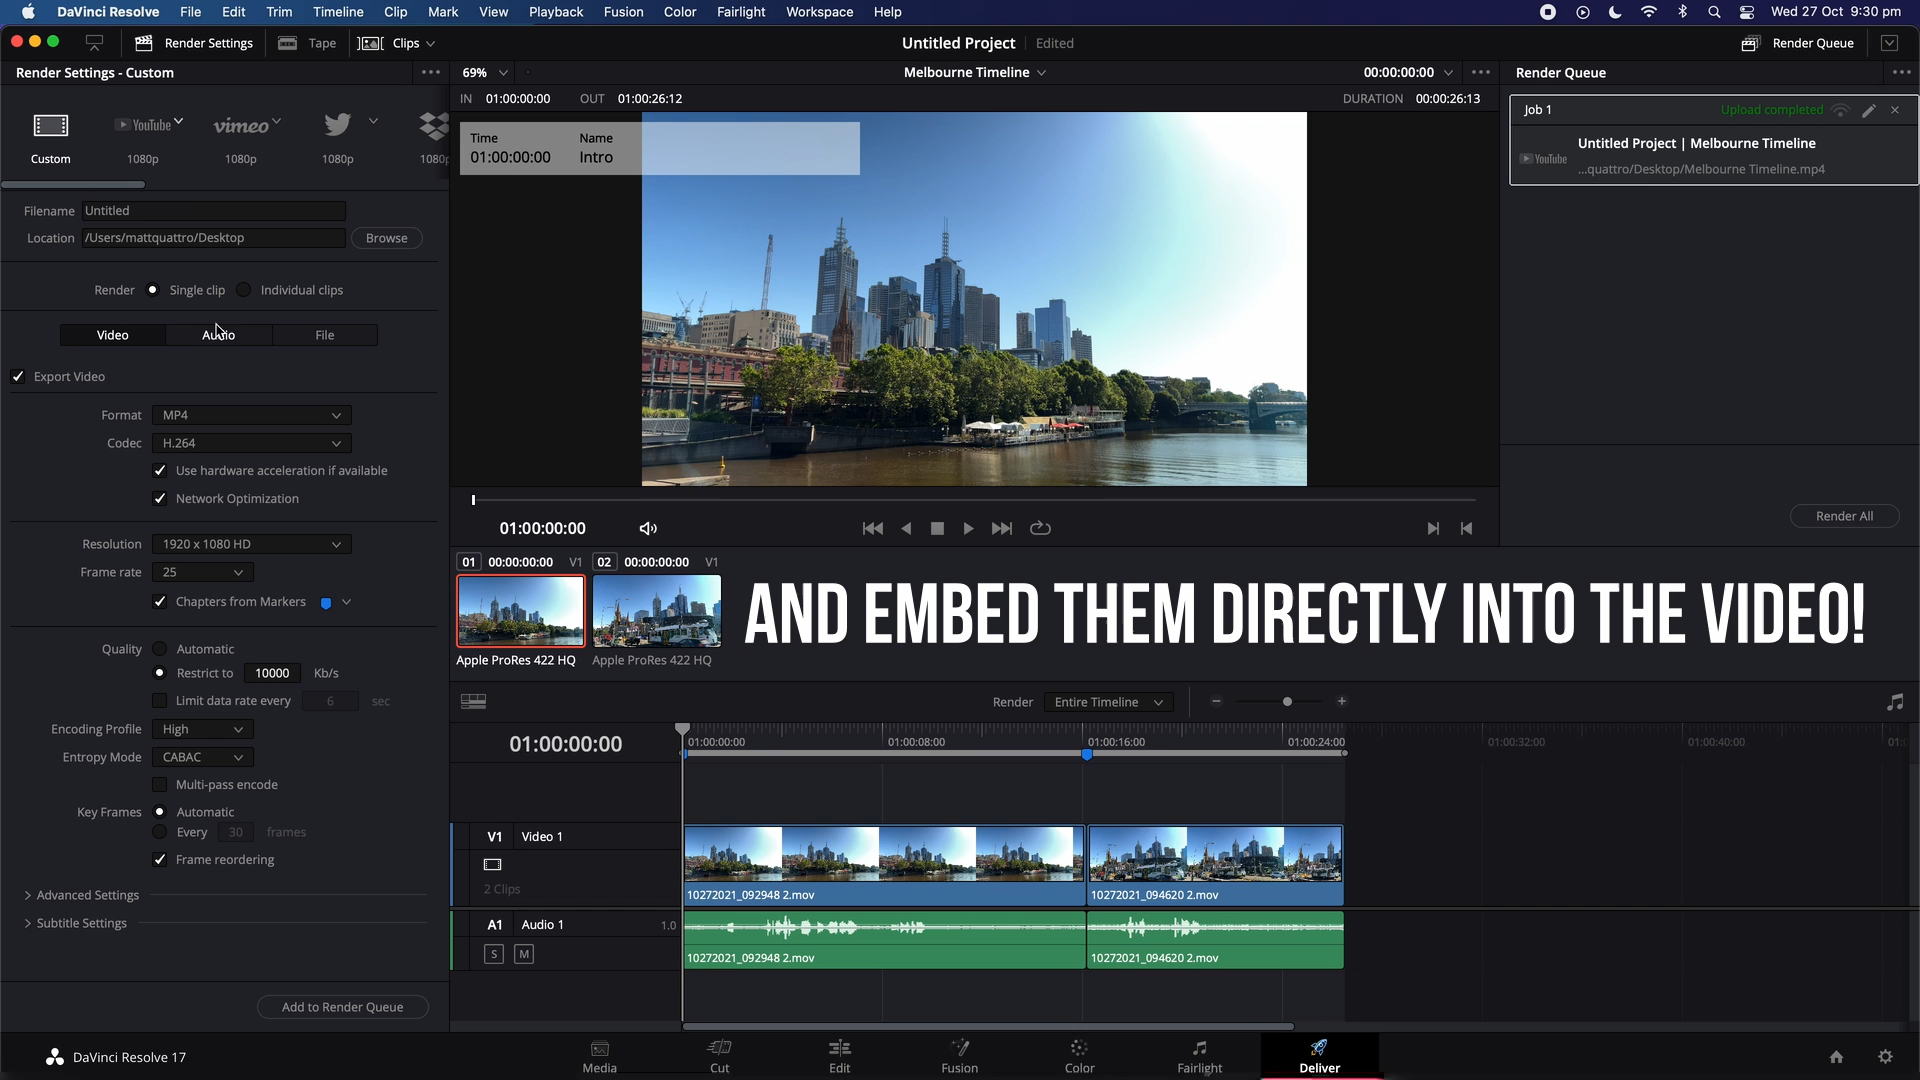 DaVinci Resolve File Edit Trim Timeline Clip Mark View Playback Fusion Color Fairlight Workspace Help Wed 27 Oct 9:30 pm
Render Settings Tape Clips Untitled Project Edited Render Queue
Render Settings - Custom 69% Melbourne Timeline 00:00:00:00 Render Queue
IN 01:00:00:00 OUT 01:00:26:12 DURATION 00:00:26:13
Job 1 Upload completed
YouTube vimeo
Custom 1080p 1080p 1080p 1080p
Time Name
01:00:00:00 Intro
Untitled Project | Melbourne Timeline
YouTube
...quattro/Desktop/Melbourne Timeline.mp4
Filename Untitled
Location /Users/mattquattro/Desktop Browse
Render Single clip Individual clips
Video Audio File
Export Video
Format MP4
Codec H.264
Use hardware acceleration if available
Network Optimization
Resolution 1920 x 1080 HD
Frame rate 25
Chapters from Markers
Quality Automatic
Restrict to 10000 Kb/s
Limit data rate every 6 sec
Encoding Profile High
Entropy Mode CABAC
Multi-pass encode
Key Frames Automatic
Every 30 frames
Frame reordering
Advanced Settings
Subtitle Settings
Add to Render Queue
01:00:00:00
Render All
01 00:00:00:00 V1 02 00:00:00:00 V1
AND EMBED THEM DIRECTLY INTO THE VIDEO!
Apple ProRes 422 HQ Apple ProRes 422 HQ
Render Entire Timeline
01:00:00:00 01:00:00:00 01:00:08:00 01:00:16:00 01:00:24:00 01:00:32:00 01:00:40:00
V1 Video 1
2 Clips
10272021_092948 2.mov 10272021_094620 2.mov
A1 Audio 1 1.0
S M
10272021_092948 2.mov 10272021_094620 2.mov
DaVinci Resolve 17
Media Cut Edit Fusion Color Fairlight Deliver